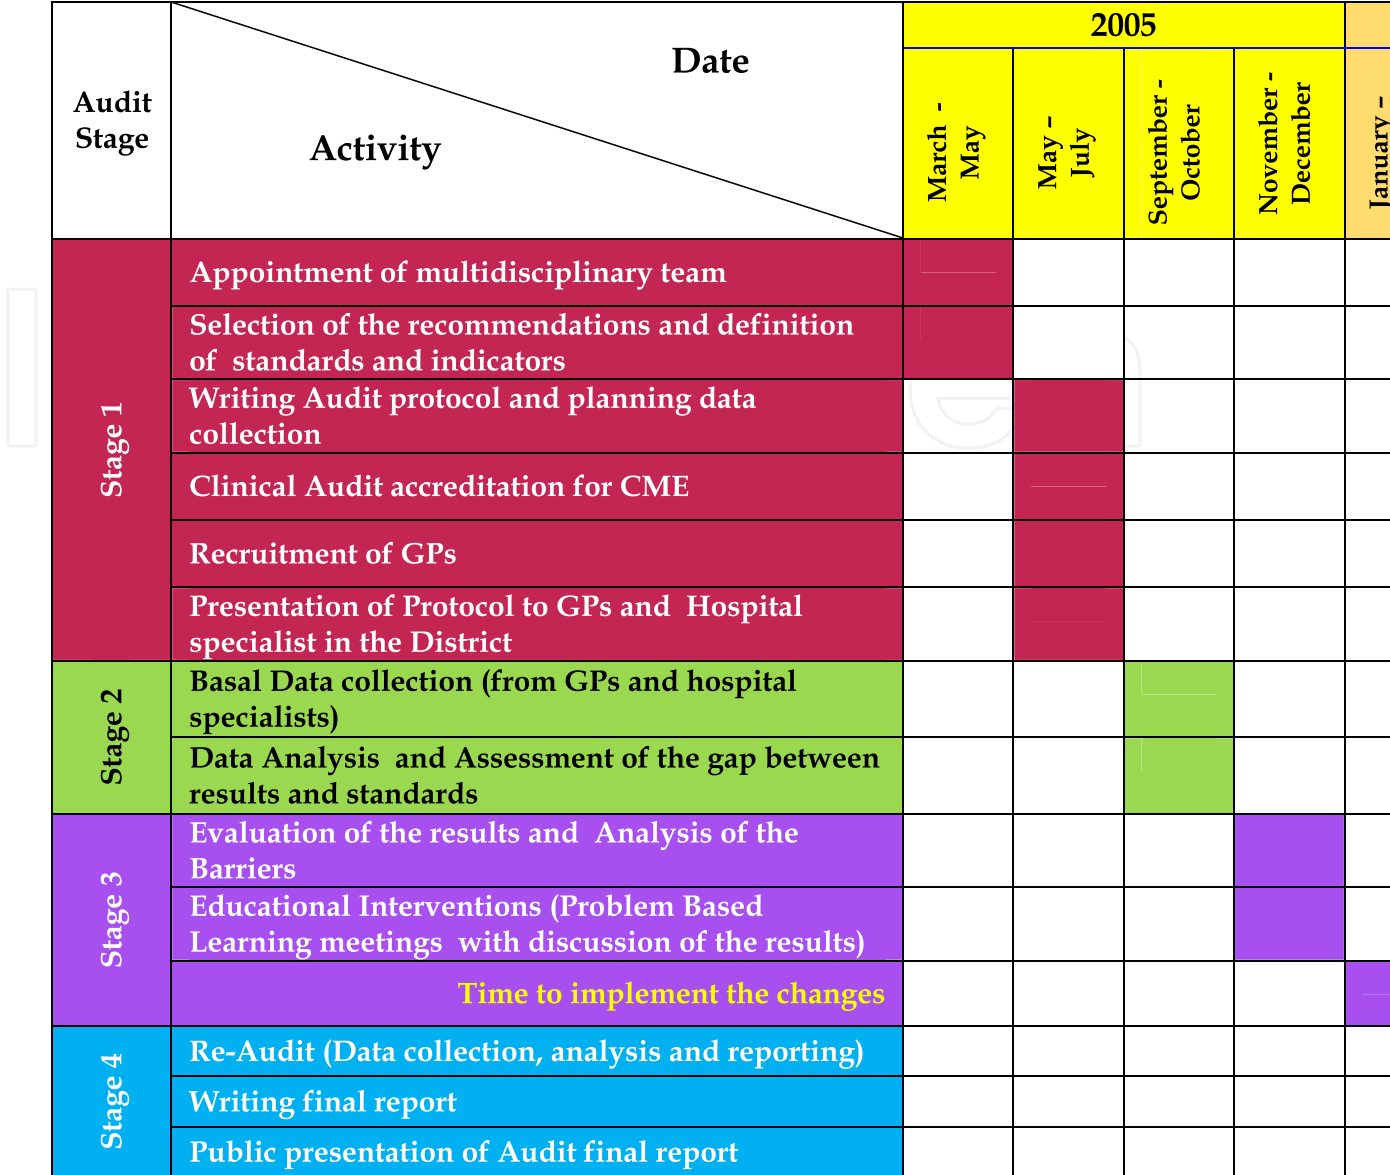 2005
Date
Audit
Stage
Activity
March -
May
May –
July
September -
October
November -
December
January –
Stage 1
Appointment of multidisciplinary team
Selection of the recommendations and definition
of standards and indicators
Writing Audit protocol and planning data
collection
Clinical Audit accreditation for CME
Recruitment of GPs
Presentation of Protocol to GPs and Hospital
specialist in the District
Stage 2
Basal Data collection (from GPs and hospital
specialists)
Data Analysis and Assessment of the gap between
results and standards
Stage 3
Evaluation of the results and Analysis of the
Barriers
Educational Interventions (Problem Based
Learning meetings with discussion of the results)
Time to implement the changes
Stage 4
Re-Audit (Data collection, analysis and reporting)
Writing final report
Public presentation of Audit final report